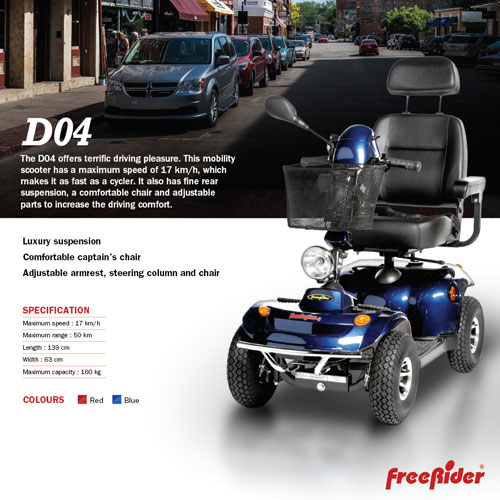 D04
The D04 offers terrific driving pleasure. This mobility
scooter has a maximum speed of 17 km/h, which
makes it as fast as a cycler. It also has fine rear
suspension, a comfortable chair and adjustable
parts to increase the driving comfort.
Luxury suspension
Comfortable captain's chair
Adjustable armrest, steering column and chair
SPECIFICATION
Maximum speed : 17 km/h
Maximum range : 50 km
Length : 139 cm
Width : 63 cm
Maximum capacity : 160 kg
COLOURS Red Blue
FreeRider®